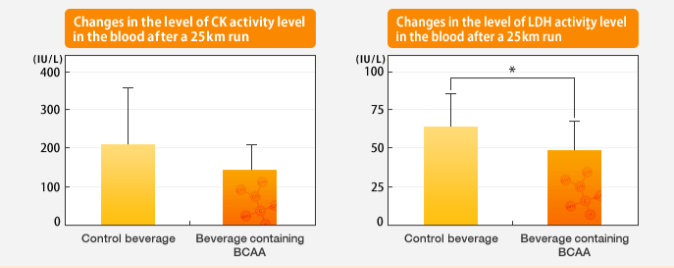 Changes in the level of CK activity level
in the blood after a 25km run
(IU/L)
400
300
200
100
0
Control beverage
Beverage containing
BCAA
Changes in the level of LDH activity level
in the blood after a 25km run
(IU/L)
100
75
50
25
0
*
Control beverage
Beverage containing
BCAA